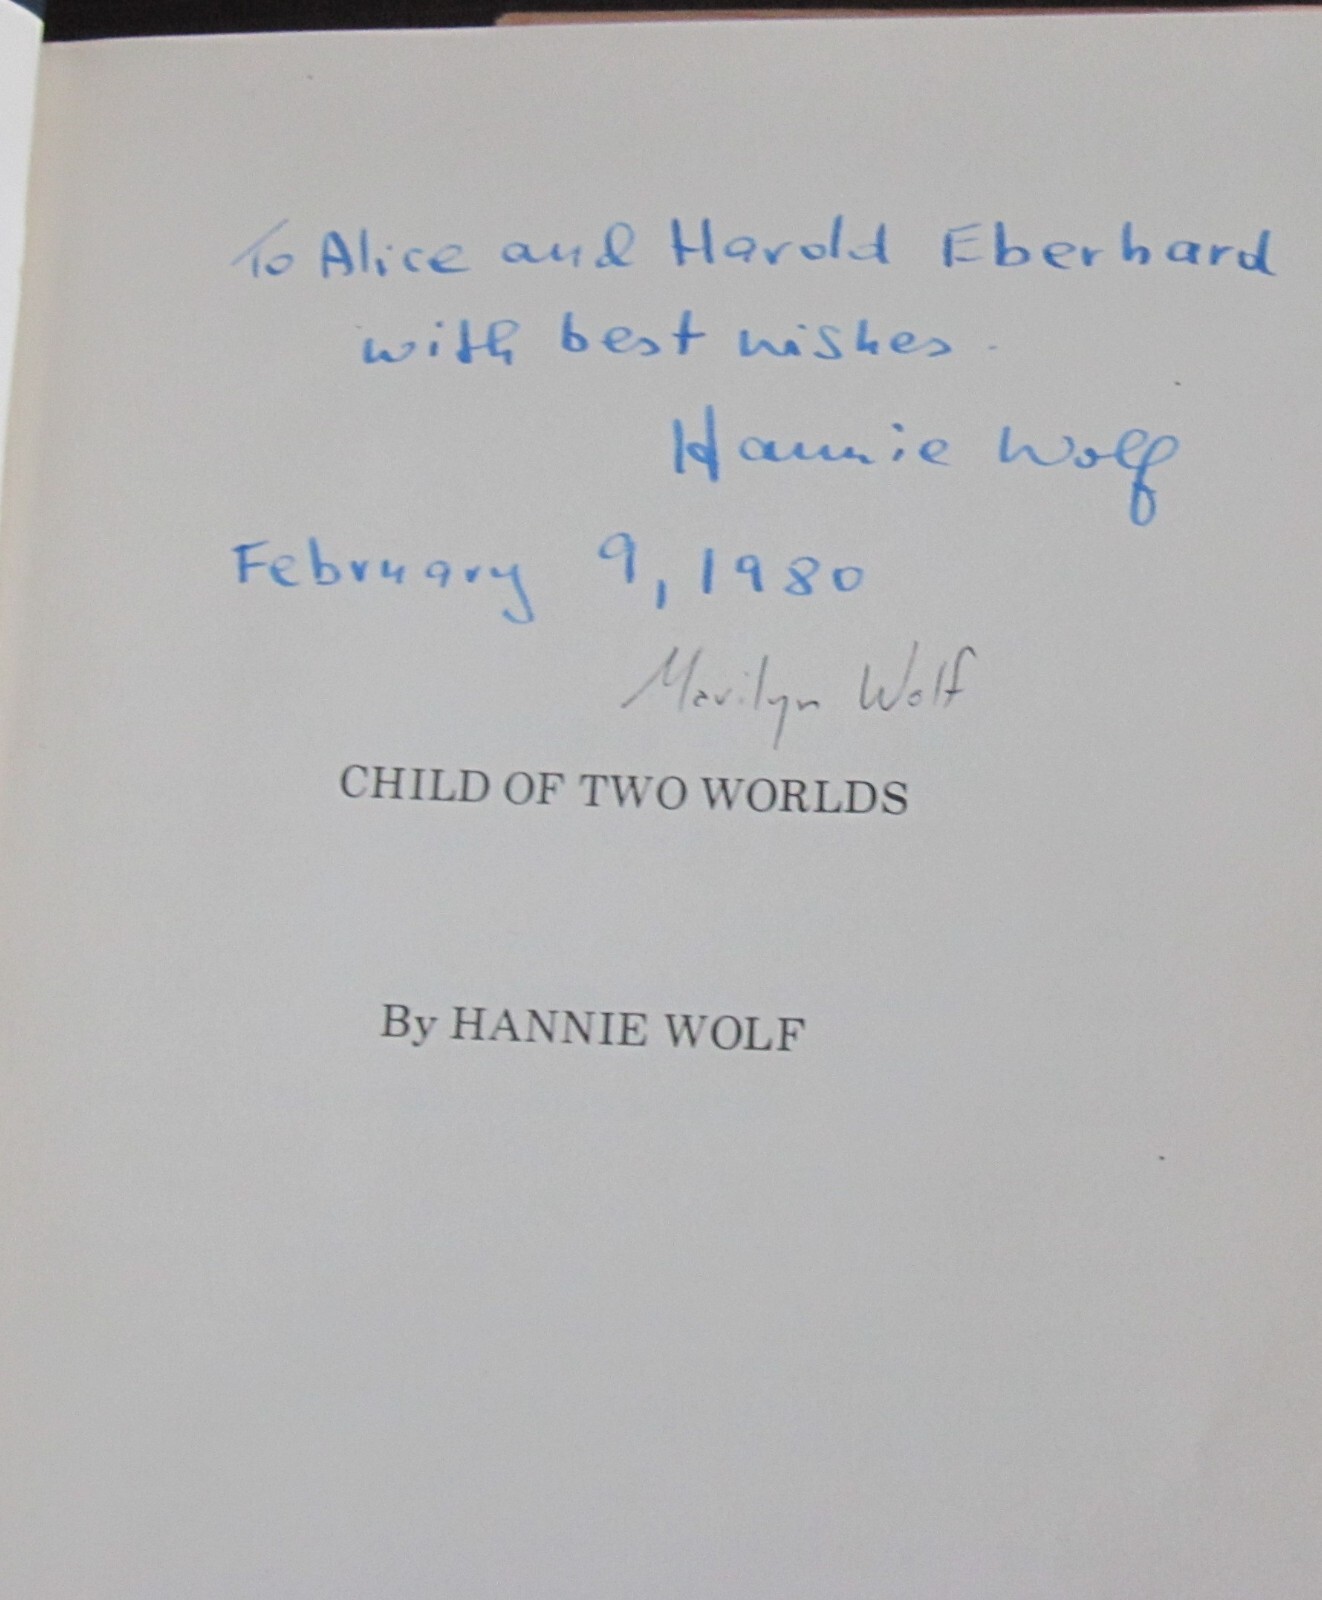 To Alice and Harold Eberhard
with best wishes.
Hannie Wolf
February 9, 1980
Marilyn Wolf
CHILD OF TWO WORLDS
By HANNIE WOLF